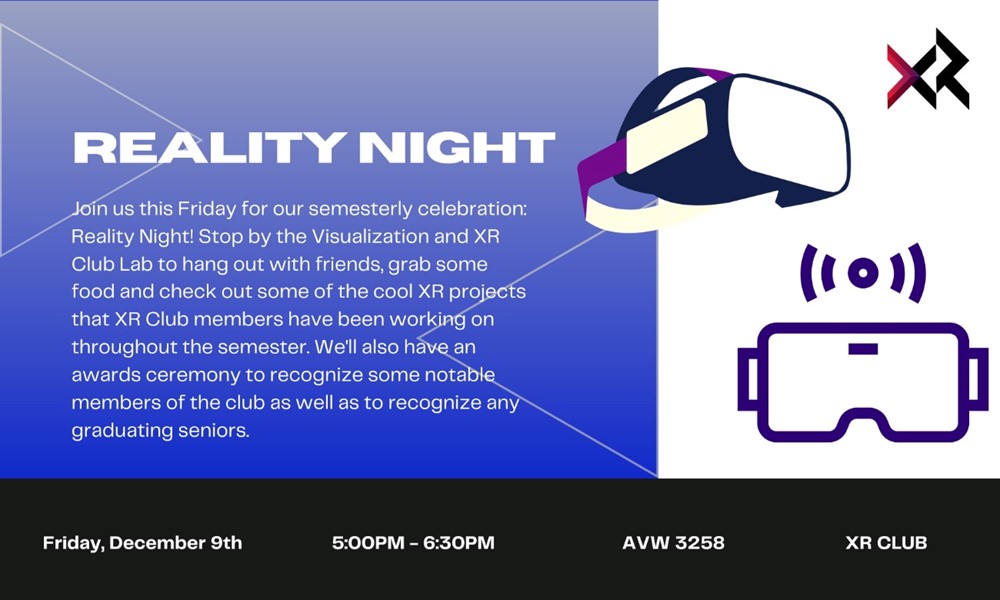 XR
REALITY NIGHT
Join us this Friday for our semesterly celebration:
Reality Night! Stop by the Visualization and XR
Club Lab to hang out with friends, grab some
food and check out some of the cool XR projects
that XR Club members have been working on
throughout the semester. We'll also have an
awards ceremony to recognize some notable
members of the club as well as to recognize any
graduating seniors.
Friday, December 9th
5:00PM - 6:30PM
AVW 3258
XR CLUB